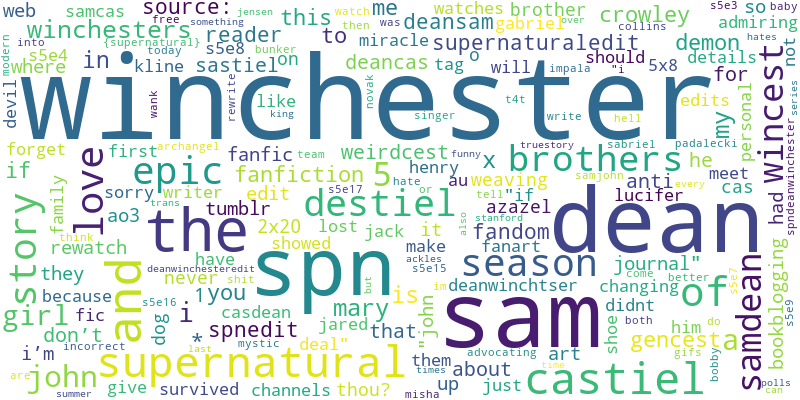 web samcas source: this me watches deansam brother gabriel crowley s5e3 so baby
jensen watch collins
free something over
winchesters {supernatural} then was admiring
modern s5e4 where in s5e8 kline sastiel reader on to miracle deancas tag o supernaturaledit will demon should 5x8 details for not hates
devil today bunker impala "i
into wank rewrite like novak t4t write hell edits my personal Wincest series
winchester
king singer truestory sabriel padalecki
forget archangel team weirdcest funny samjohn every
if first epic fanfic henry x brothers he meet
love sorry writer fanfiction 5 hate au weaving "if anti cas
family trans edit s5e17 or tell azazel lucifer had spndeanwinchester
story ao3 tumblr destiel fandom stanford
rewatch the 2x20 lost jack it also fanart dean
think showed
they and have spn make season journal" of samdean
deanwinchesteredit but ackles s5e15 im deanwinchtser changing come better s5e7
because s5e16 never shit 1you mary is sam didnt both s5e9
girl fic dog i casdean bookblogging
don't * spnedit jared that "john shoe him do a
i'm incorrect last mystic deal" them times advocating art gencest bobby gifs
supernatural about time polls
john survived channels thou? up just castiel can
are summer give misha